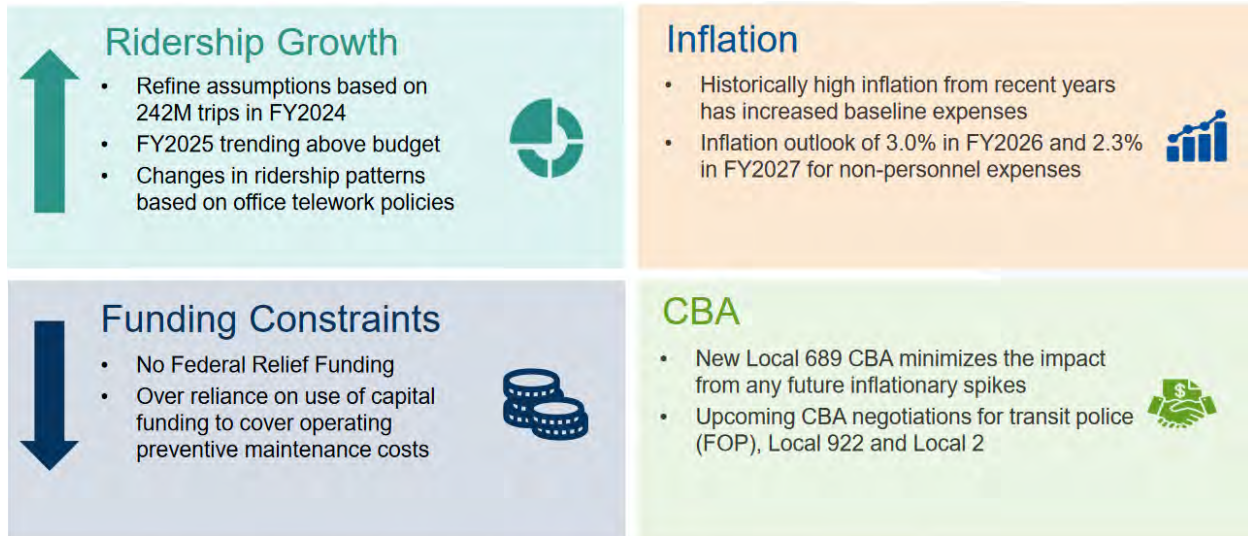 Ridership Growth
• Refine assumptions based on
242M trips in FY2024
• FY2025 trending above budget
• Changes in ridership patterns
based on office telework policies
Inflation
• Historically high inflation from recent years
has increased baseline expenses
• Inflation outlook of 3.0% in FY2026 and 2.3%
in FY2027 for non-personnel expenses
Funding Constraints
• No Federal Relief Funding
• Over reliance on use of capital
funding to cover operating
preventive maintenance costs
CBA
• New Local 689 CBA minimizes the impact
from any future inflationary spikes
• Upcoming CBA negotiations for transit police
(FOP), Local 922 and Local 2
$